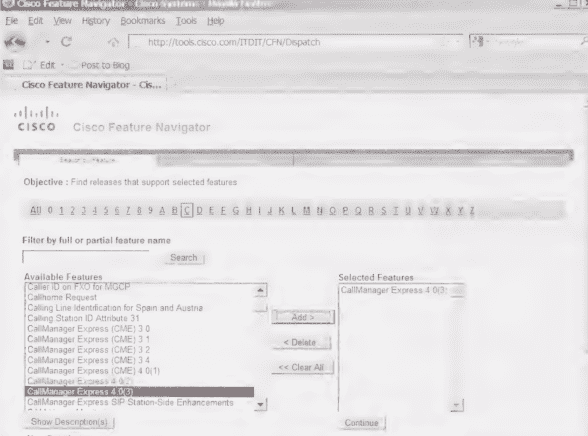 Cisco Feature Navigator - Cisco Systems - Mozilla Firefox
File Edit View History Bookmarks Tools Help
http://tools.cisco.com/ITDIT/CFN/Dispatch
Edit - Post to Blog
Cisco Feature Navigator - Cis...
CISCO Cisco Feature Navigator
Search by Feature
Objective : Find releases that support selected features
All 0 1 2 3 4 5 6 7 8 9 A B C D E F G H I J K L M N O P Q R S T U V W X Y Z
Filter by full or partial feature name
Search
Available Features
Selected Features
Caller ID on FXO for MGCP
Callhome Request
Calling Line Identification for Spain and Austria
Calling Station ID Attribute 31
CallManager Express (CME) 3.0
CallManager Express (CME) 3.1
CallManager Express (CME) 3.2
CallManager Express (CME) 3.4
CallManager Express (CME) 4.0(1)
CallManager Express 4.0(2)
CallManager Express 4.0(3)
CallManager Express SIP Station-Side Enhancements
Add >
< Delete
<< Clear All
CallManager Express 4.0(3)
Show Description(s)
Continue